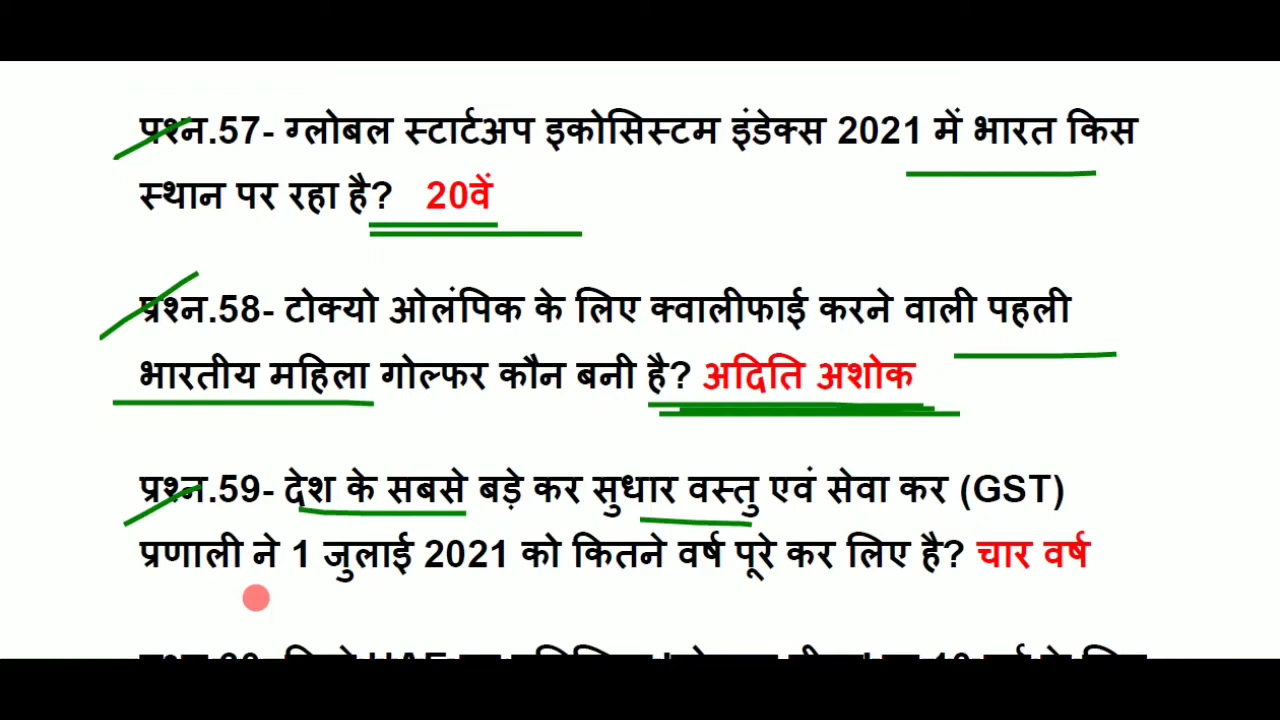 प्रश्न.57- ग्लोबल स्टार्टअप इकोसिस्टम इंडेक्स 2021 में भारत किस
स्थान पर रहा है? 20वें
प्रश्न.58- टोक्यो ओलंपिक के लिए क्वालीफाई करने वाली पहली
भारतीय महिला गोल्फर कौन बनी है? अदिति अशोक
प्रश्न.59- देश के सबसे बड़े कर सुधार वस्तु एवं सेवा कर (GST)
प्रणाली ने 1 जुलाई 2021 को कितने वर्ष पूरे कर लिए है? चार वर्ष